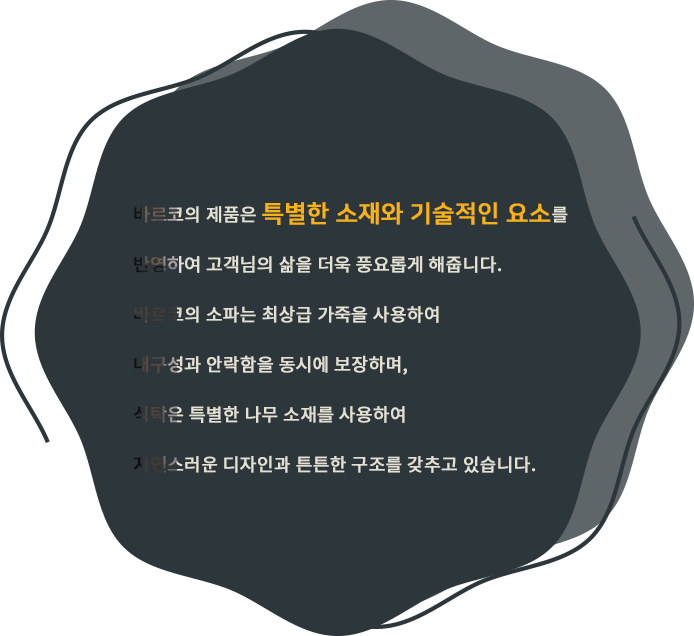 바르코의 제품은 특별한 소재와 기술적인 요소를
반영하여 고객님의 삶을 더욱 풍요롭게 해줍니다.
바르코의 소파는 최상급 가죽을 사용하여
내구성과 안락함을 동시에 보장하며,
식탁은 특별한 나무 소재를 사용하여
자연스러운 디자인과 튼튼한 구조를 갖추고 있습니다.